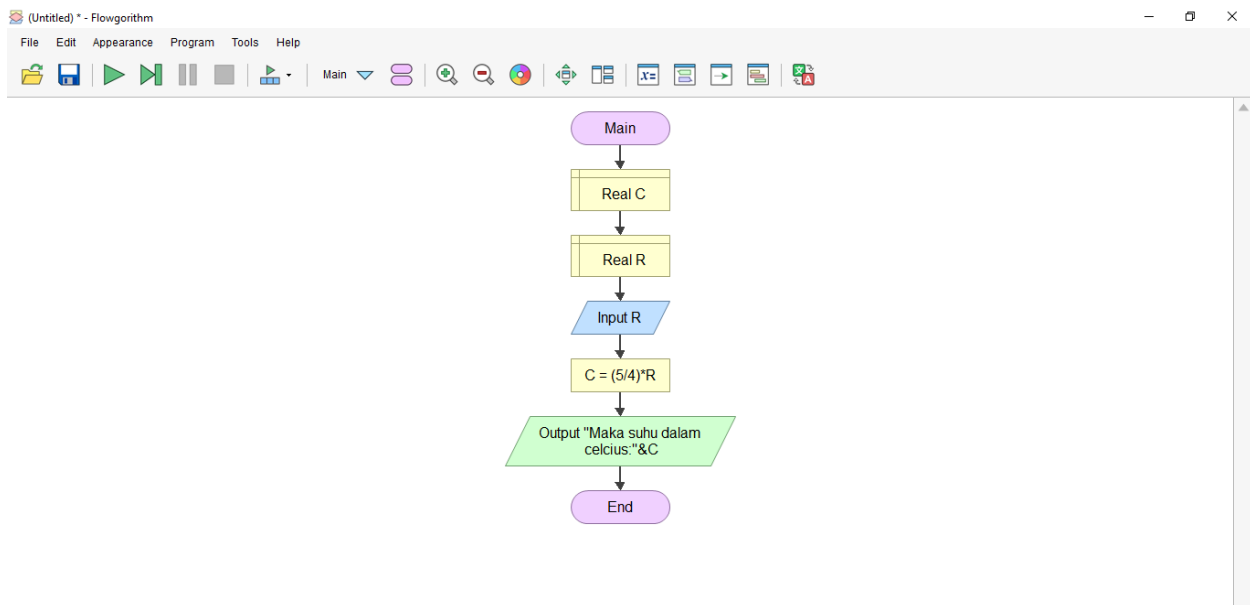 (Untitled) * - Flowgorithm
File Edit Appearance Program Tools Help
Main
x=
A
Main
Real C
Real R
Input R
C = (5/4)*R
Output "Maka suhu dalam
celcius:"&C
End